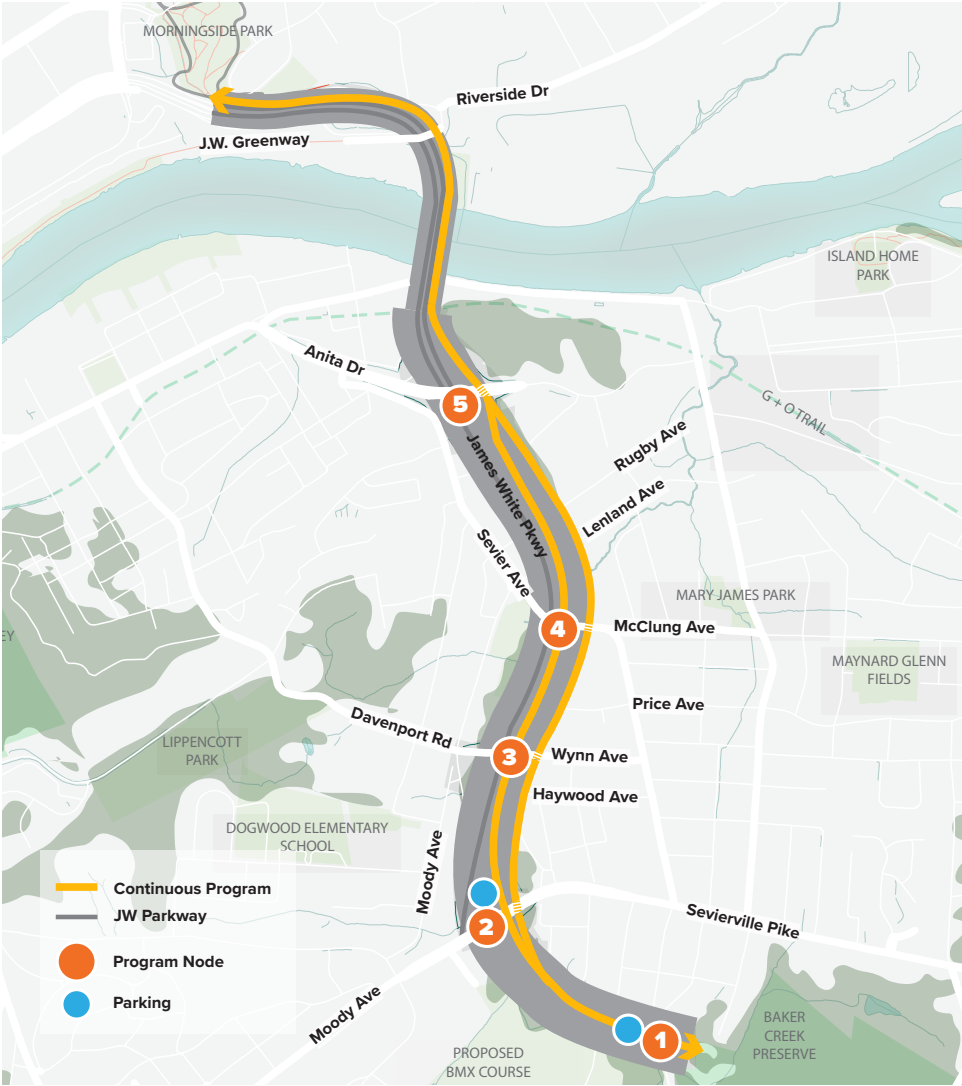 MORNINGSIDE PARK
Riverside Dr
J.W. Greenway
ISLAND HOME
PARK
Anita Dr
5
G + O TRAIL
James White Pkwy
Rugby Ave
Lenland Ave
Sevier Ave
MARY JAMES PARK
4
McClung Ave
EY
MAYNARD GLENN
FIELDS
Price Ave
Davenport Rd
LIPPENCOTT
PARK
3
Wynn Ave
Haywood Ave
DOGWOOD ELEMENTARY
SCHOOL
Moody Ave
Continuous Program
JW Parkway
2
Sevierville Pike
Program Node
Parking
Moody Ave
1
BAKER
CREEK
PRESERVE
PROPOSED
BMX COURSE